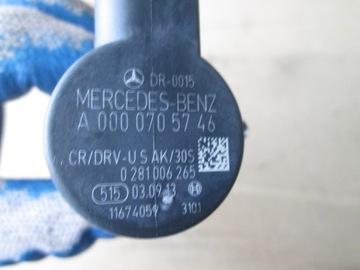 DR-0015
MERCEDES-BENZ
A 000 070 57 46
CR/DRV-U S AK/30S
0 281 006 265
515 03.09.13
11674059 3101